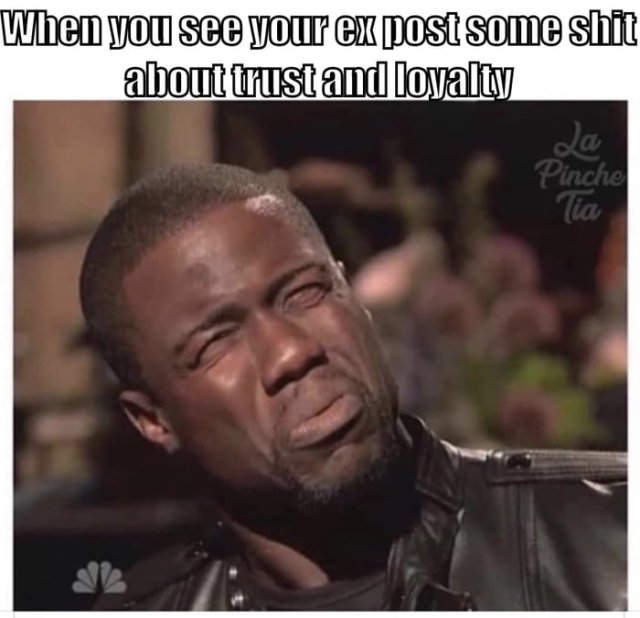 When you see your ex post some shit
about trust and loyalty
La
Pinche
Tia